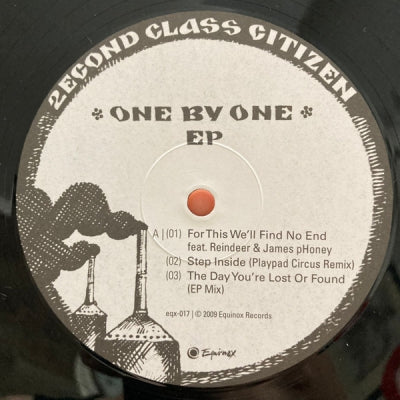 2ECOND CLASS CITIZEN
* ONE BY ONE *
EP
A | (01) For This We'll Find No End
feat. Reindeer & James pHoney
(02) Step Inside (Playpad Circus Remix)
(03) The Day You're Lost Or Found
(EP Mix)
eqx-017 | © 2009 Equinox Records
Equinox